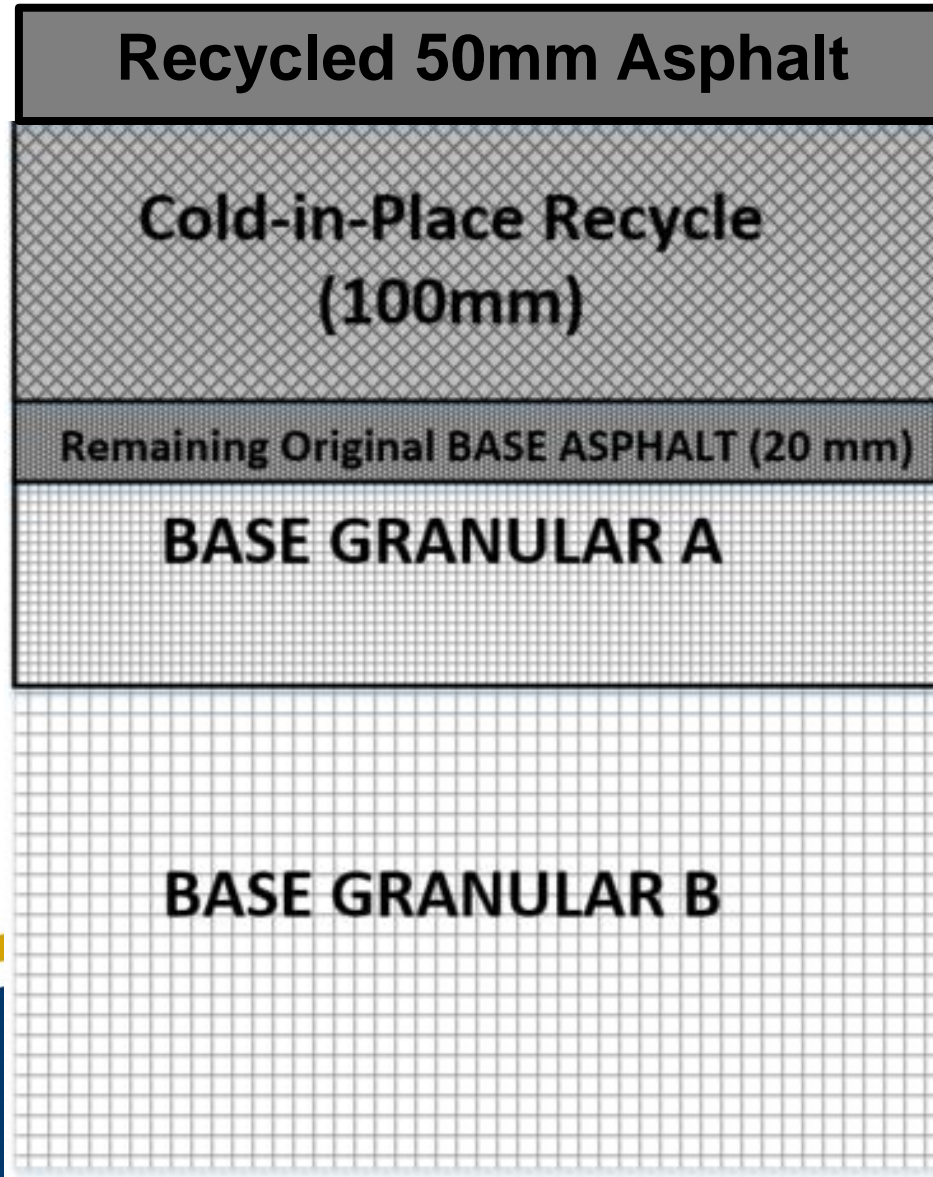 Recycled 50mm Asphalt
Cold-in-Place Recycle
(100mm)
Remaining Original BASE ASPHALT (20 mm)
BASE GRANULAR A
BASE GRANULAR B